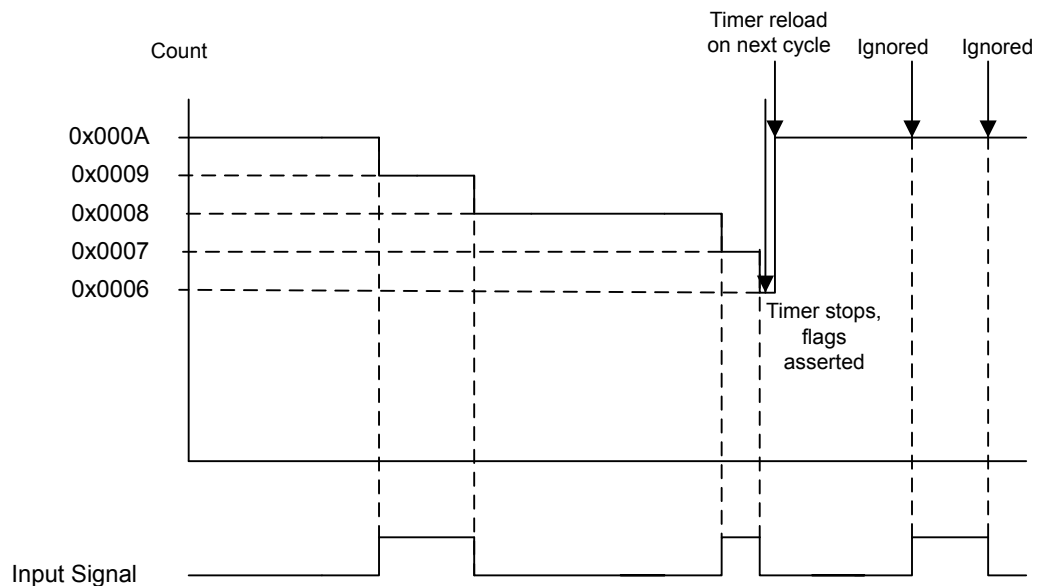 Timer reload
on next cycle
Ignored
Ignored
Count
0x000A
0x0009
0x0008
0x0007
0x0006
Timer stops,
flags
asserted
Input Signal